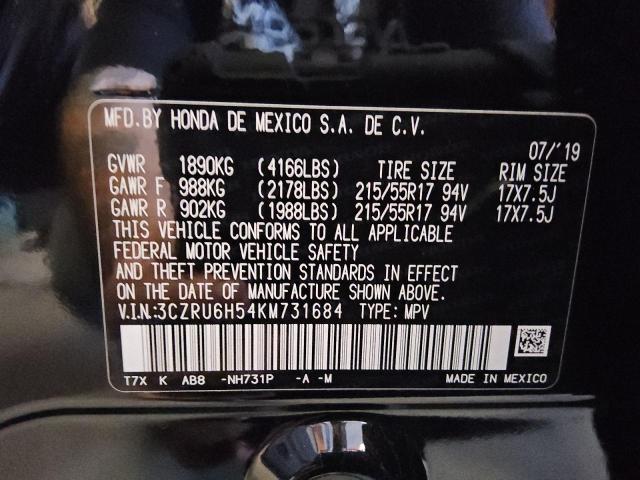 MFD.BY HONDA DE MEXICO S.A. DE C.V.
07/'19
GVWR 1890KG (4166LBS) TIRE SIZE RIM SIZE
GAWR F 988KG (2178LBS) 215/55R17 94V 17X7.5J
GAWR R 902KG (1988LBS) 215/55R17 94V 17X7.5J
THIS VEHICLE CONFORMS TO ALL APPLICABLE
FEDERAL MOTOR VEHICLE SAFETY
AND THEFT PREVENTION STANDARDS IN EFFECT
ON THE DATE OF MANUFACTURE SHOWN ABOVE.
V.I.N.:3CZRU6H54KM731684 TYPE: MPV
T7X K AB8 -NH731P -A -M MADE IN MEXICO